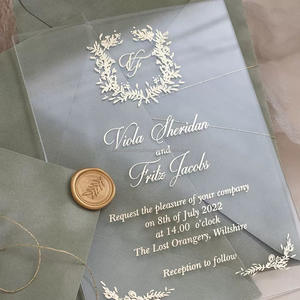 VF
Viola Sheridan
and
Fritz Jacobs
Request the pleasure of your company
on 8th of July 2022
at 14.00 o'clock
The Lost Orangery, Wiltshire
Reception to follow